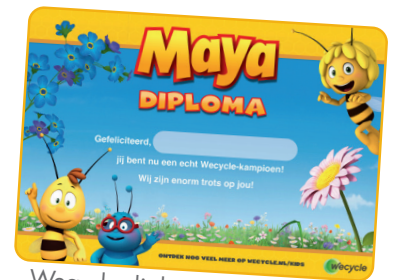 Maya
DIPLOMA
Gefeliciteerd,
jij bent nu een echt Wecycle-kampioen!
Wij zijn enorm trots op jou!
ONTDEK NOG VEEL MEER OP WECYCLE.NL/KIDS
wecycle